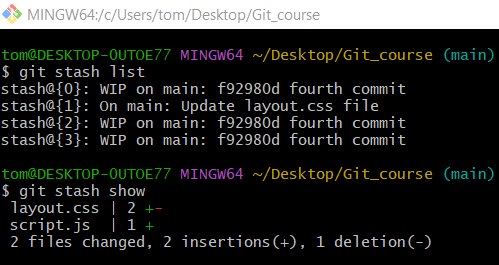 MINGW64:/c/Users/tom/Desktop/Git_course
tom@DESKTOP-OUTOE77 MINGW64 ~/Desktop/Git_course (main)
$ git stash list
stash@{0}: WIP on main: f92980d fourth commit
stash@{1}: On main: Update layout.css file
stash@{2}: WIP on main: f92980d fourth commit
stash@{3}: WIP on main: f92980d fourth commit
tom@DESKTOP-OUTOE77 MINGW64 ~/Desktop/Git_course (main)
$ git stash show
layout.css | 2 +-
script.js  | 1 +
2 files changed, 2 insertions(+), 1 deletion(-)